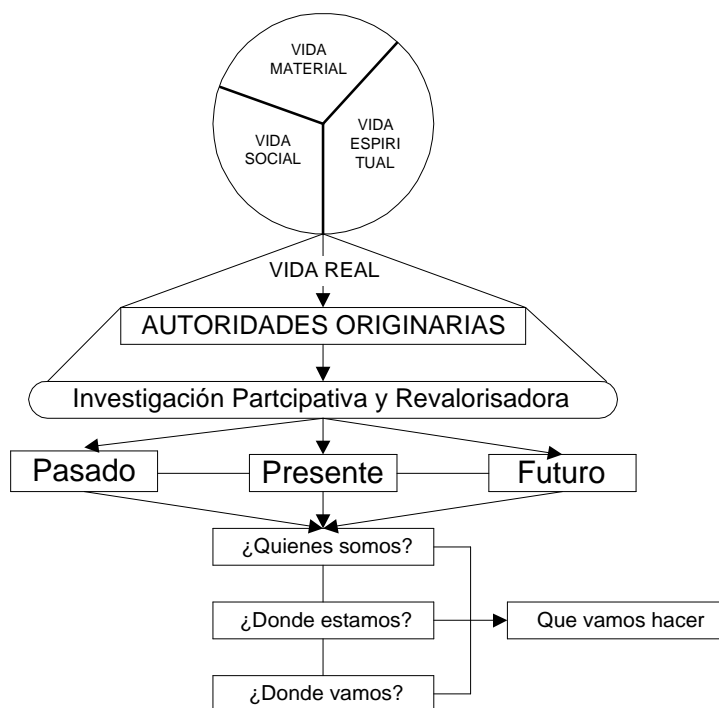 VIDA
MATERIAL
VIDA
SOCIAL
VIDA
ESPIRI
TUAL
VIDA REAL
AUTORIDADES ORIGINARIAS
Investigación Partcipativa y Revalorisadora
Pasado
Presente
Futuro
¿Quienes somos?
¿Donde estamos?
Que vamos hacer
¿Donde vamos?